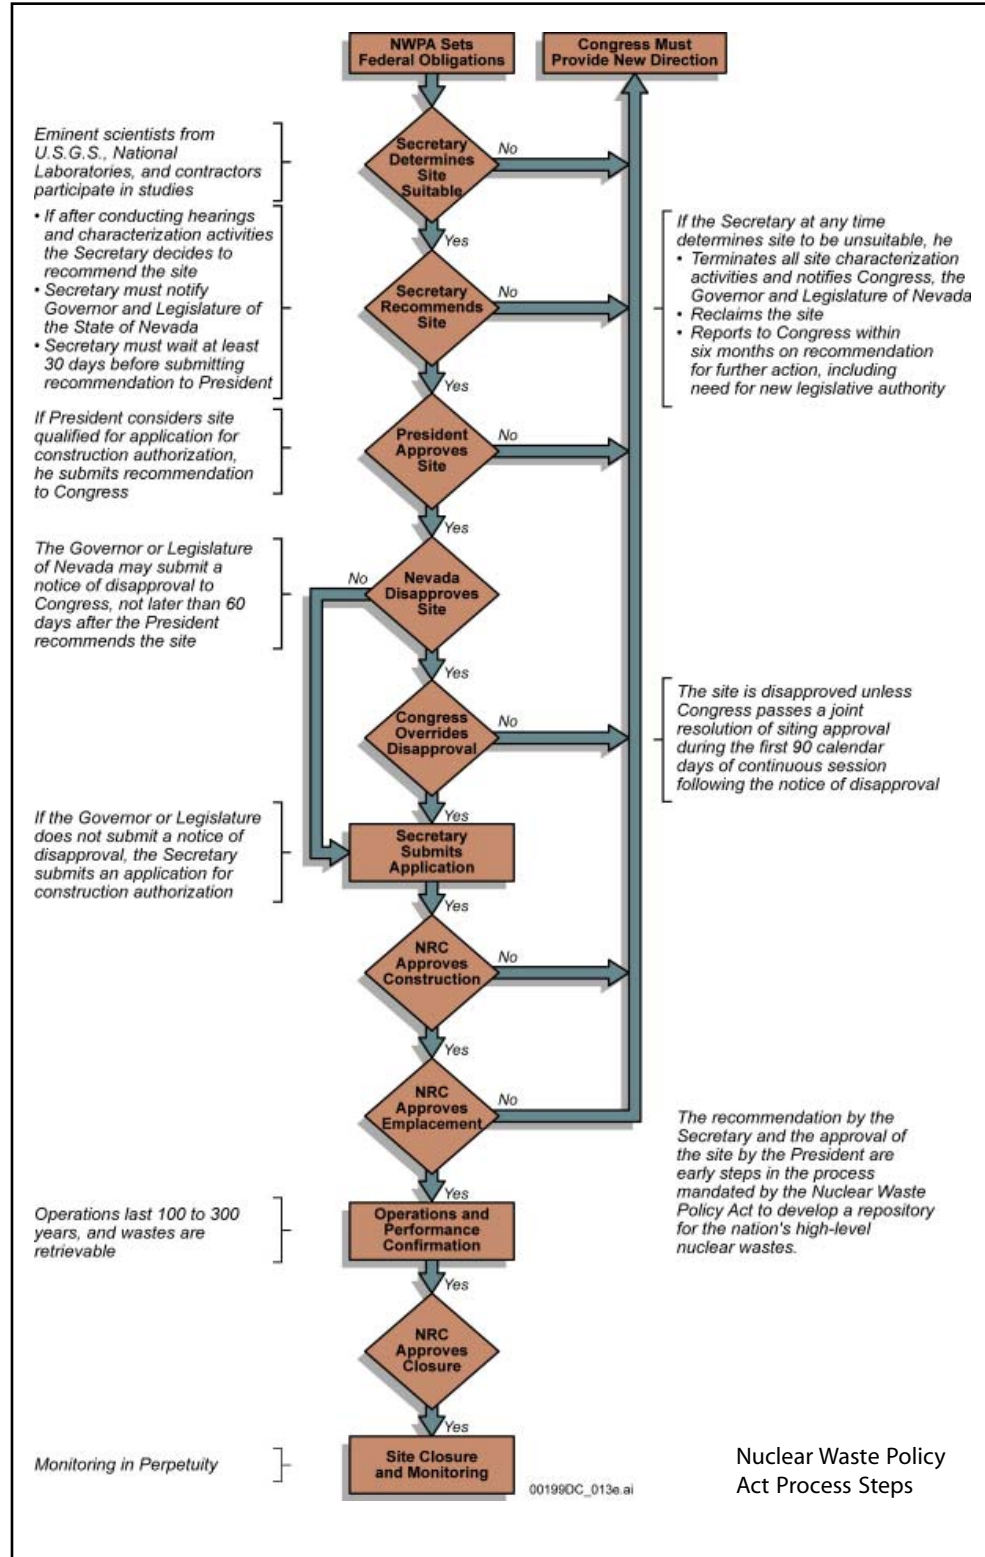 NWPA Sets
Federal Obligations
Congress Must
Provide New Direction
Eminent scientists from
U.S.G.S., National
Laboratories, and contractors
participate in studies
Secretary
Determines
Site
Suitable
No
Yes
• If after conducting hearings
and characterization activities
the Secretary decides to
recommend the site
• Secretary must notify
Governor and Legislature of
the State of Nevada
• Secretary must wait at least
30 days before submitting
recommendation to President
Secretary
Recommends
Site
No
Yes
If the Secretary at any time
determines site to be unsuitable, he
• Terminates all site characterization
activities and notifies Congress, the
Governor and Legislature of Nevada
• Reclaims the site
• Reports to Congress within
six months on recommendation
for further action, including
need for new legislative authority
If President considers site
qualified for application for
construction authorization,
he submits recommendation
to Congress
President
Approves
Site
No
Yes
The Governor or Legislature
of Nevada may submit a
notice of disapproval to
Congress, not later than 60
days after the President
recommends the site
No
Nevada
Disapproves
Site
Yes
Congress
Overrides
Disapproval
No
Yes
The site is disapproved unless
Congress passes a joint
resolution of siting approval
during the first 90 calendar
days of continuous session
following the notice of disapproval
If the Governor or Legislature
does not submit a notice of
disapproval, the Secretary
submits an application for
construction authorization
Secretary
Submits
Application
Yes
NRC
Approves
Construction
No
Yes
NRC
Approves
Emplacement
No
Yes
The recommendation by the
Secretary and the approval of
the site by the President are
early steps in the process
mandated by the Nuclear Waste
Policy Act to develop a repository
for the nation's high-level
nuclear wastes.
Operations last 100 to 300
years, and wastes are
retrievable
Operations and
Performance
Confirmation
Yes
NRC
Approves
Closure
Yes
Monitoring in Perpetuity
Site Closure
and Monitoring
00199DC_013e.ai
Nuclear Waste Policy
Act Process Steps